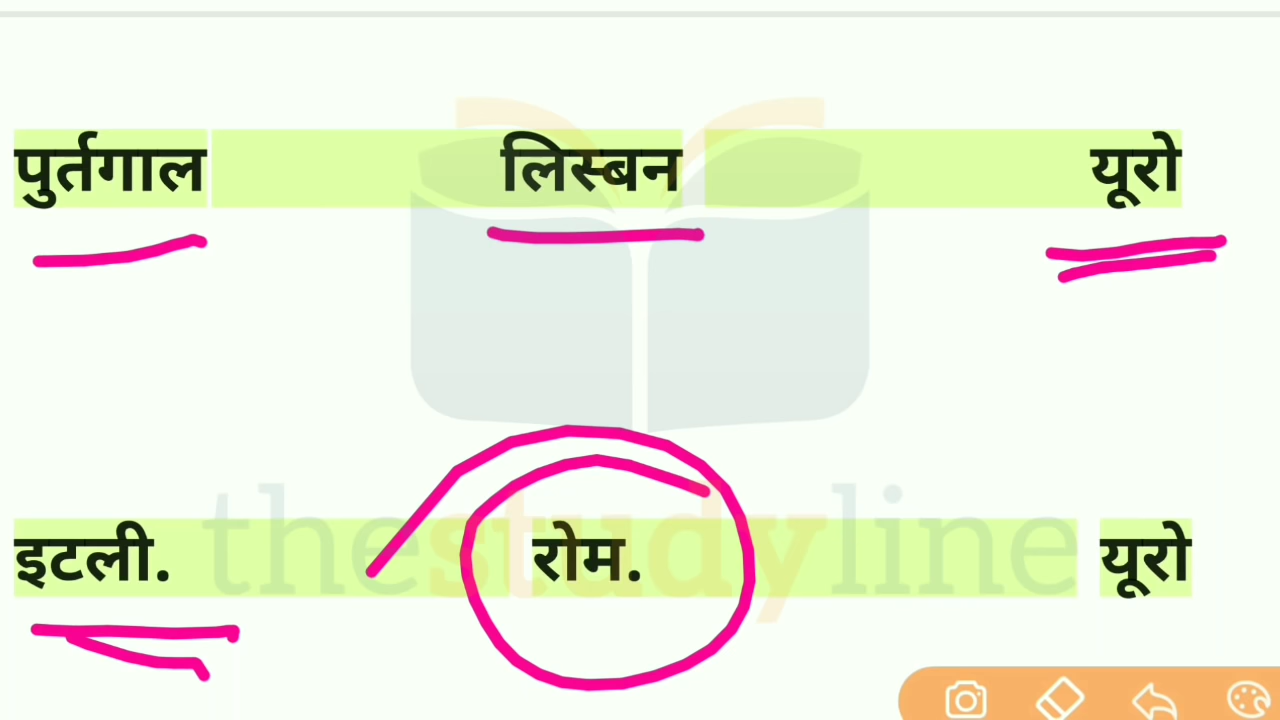 पुर्तगाल लिस्बन यूरो
इटली. रोम. यूरो
thestudyline